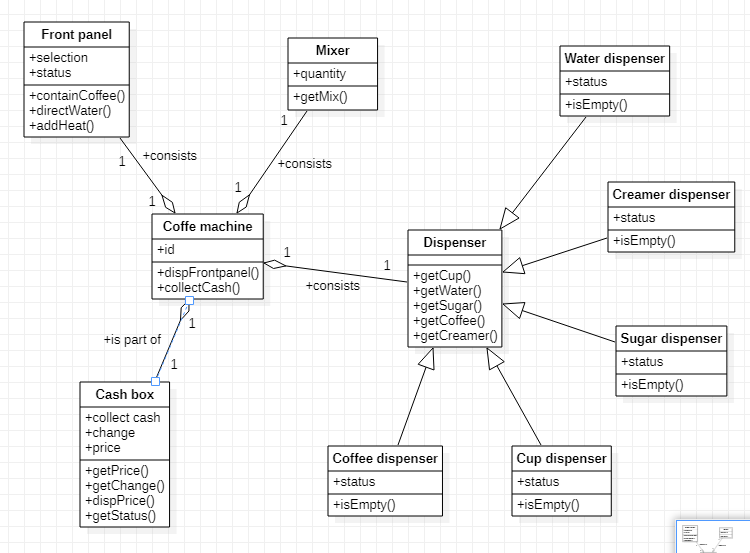 Front panel
+selection
+status
+containCoffee()
+directWater()
+addHeat()
Mixer
+quantity
+getMix()
Water dispenser
+status
+isEmpty()
1
+consists
1
1
+consists
1
Creamer dispenser
+status
+isEmpty()
Coffe machine
+id
+dispFrontpanel()
+collectCash()
1
+consists
1
Dispenser
+getCup()
+getWater()
+getSugar()
+getCoffee()
+getCreamer()
1
+is part of
1
Sugar dispenser
+status
+isEmpty()
Cash box
+collect cash
+change
+price
+getPrice()
+getChange()
+dispPrice()
+getStatus()
Coffee dispenser
+status
+isEmpty()
Cup dispenser
+status
+isEmpty()